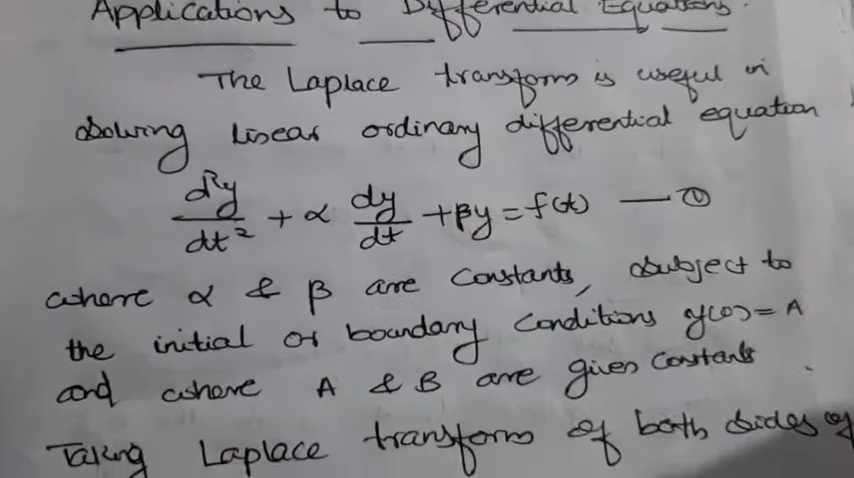 Applications to Differential Equations.
The Laplace transform is useful in
solving linear ordinary differential equation
d²y/dt² + α dy/dt + βy = f(t) — ①
where α & β are constants, subject to
the initial or boundary conditions y(0) = A
and where A & B are given constants
Taking Laplace transform of both sides of